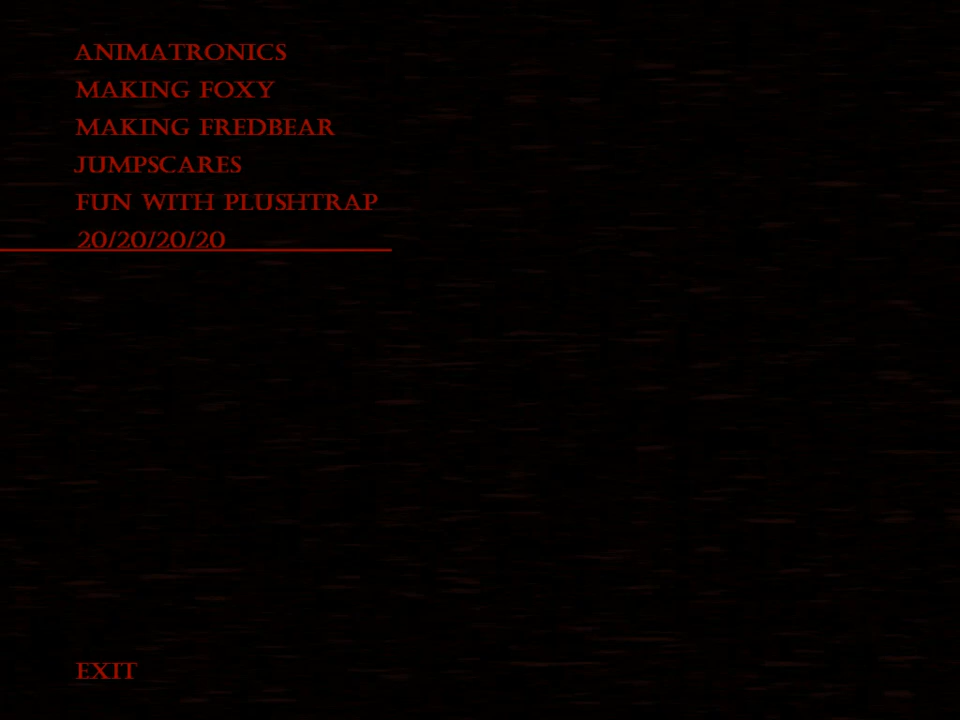 ANIMATRONICS
MAKING FOXY
MAKING FREDBEAR
JUMPSCARES
FUN WITH PLUSHTRAP
20/20/20/20
EXIT